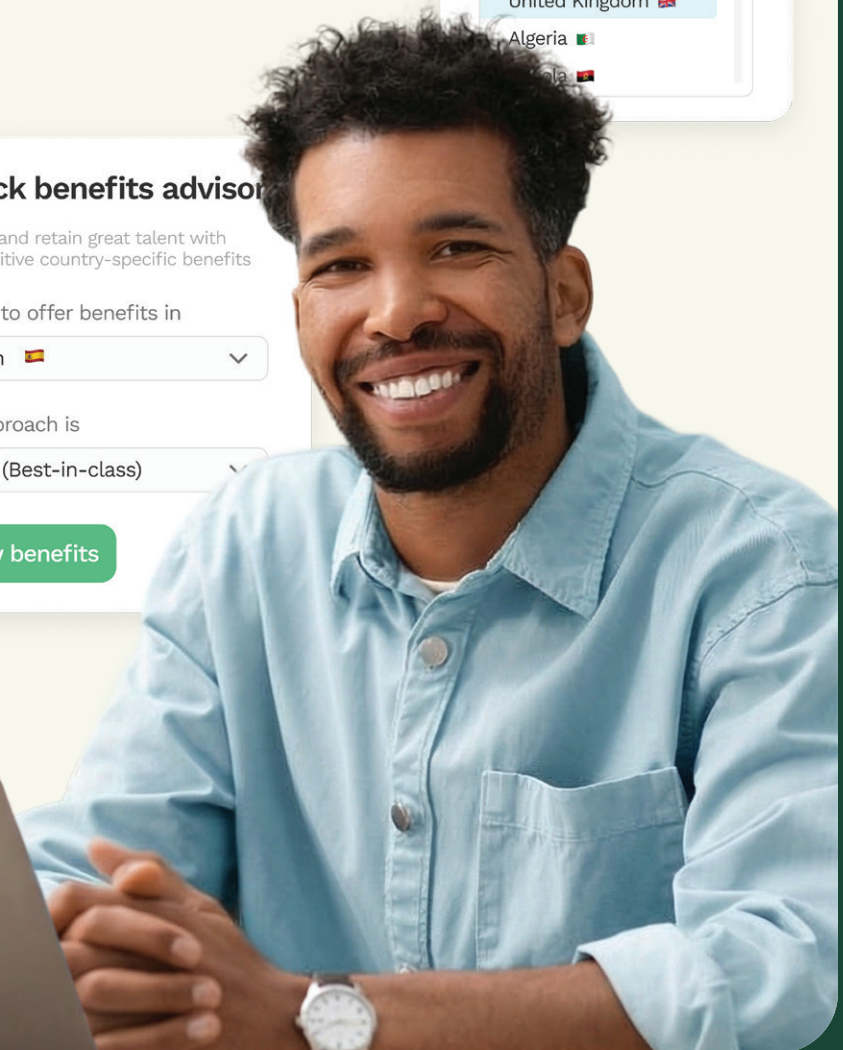 United Kingdom
Algeria
ck benefits advisor
and retain great talent with
itive country-specific benefits
to offer benefits in
proach is
(Best-in-class)
benefits